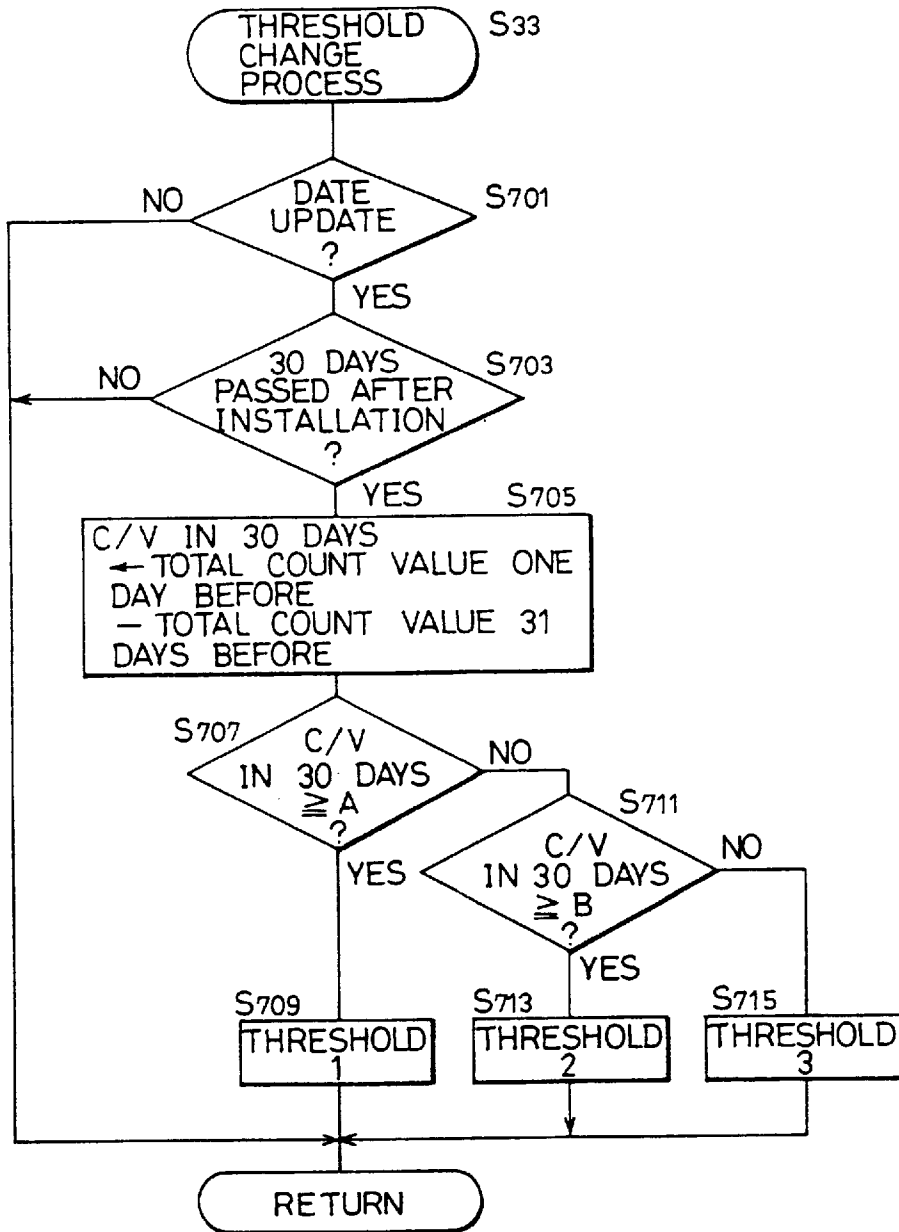 THRESHOLD
CHANGE
PROCESS
S33
DATE
UPDATE
?
S701
NO
YES
30 DAYS
PASSED AFTER
INSTALLATION
?
S703
NO
YES
S705
C/V IN 30 DAYS
← TOTAL COUNT VALUE ONE
DAY BEFORE
— TOTAL COUNT VALUE 31
DAYS BEFORE
S707
C/V
IN 30 DAYS
≧ A
?
NO
YES
S711
C/V
IN 30 DAYS
≧ B
?
NO
YES
S709
THRESHOLD
1
S713
THRESHOLD
2
S715
THRESHOLD
3
RETURN